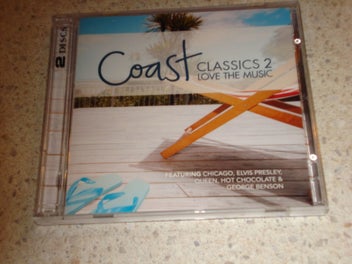 2 DISCS
Coast
CLASSICS 2
LOVE THE MUSIC
FEATURING CHICAGO, ELVIS PRESLEY,
QUEEN, HOT CHOCOLATE &
GEORGE BENSON